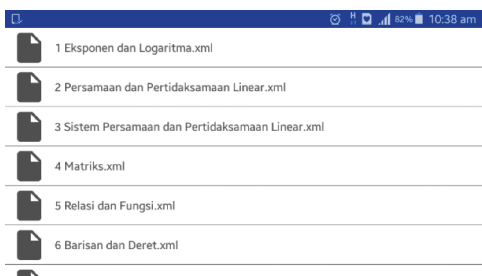 H 82% 10:38 am
1 Eksponen dan Logaritma.xml
2 Persamaan dan Pertidaksamaan Linear.xml
3 Sistem Persamaan dan Pertidaksamaan Linear.xml
4 Matriks.xml
5 Relasi dan Fungsi.xml
6 Barisan dan Deret.xml